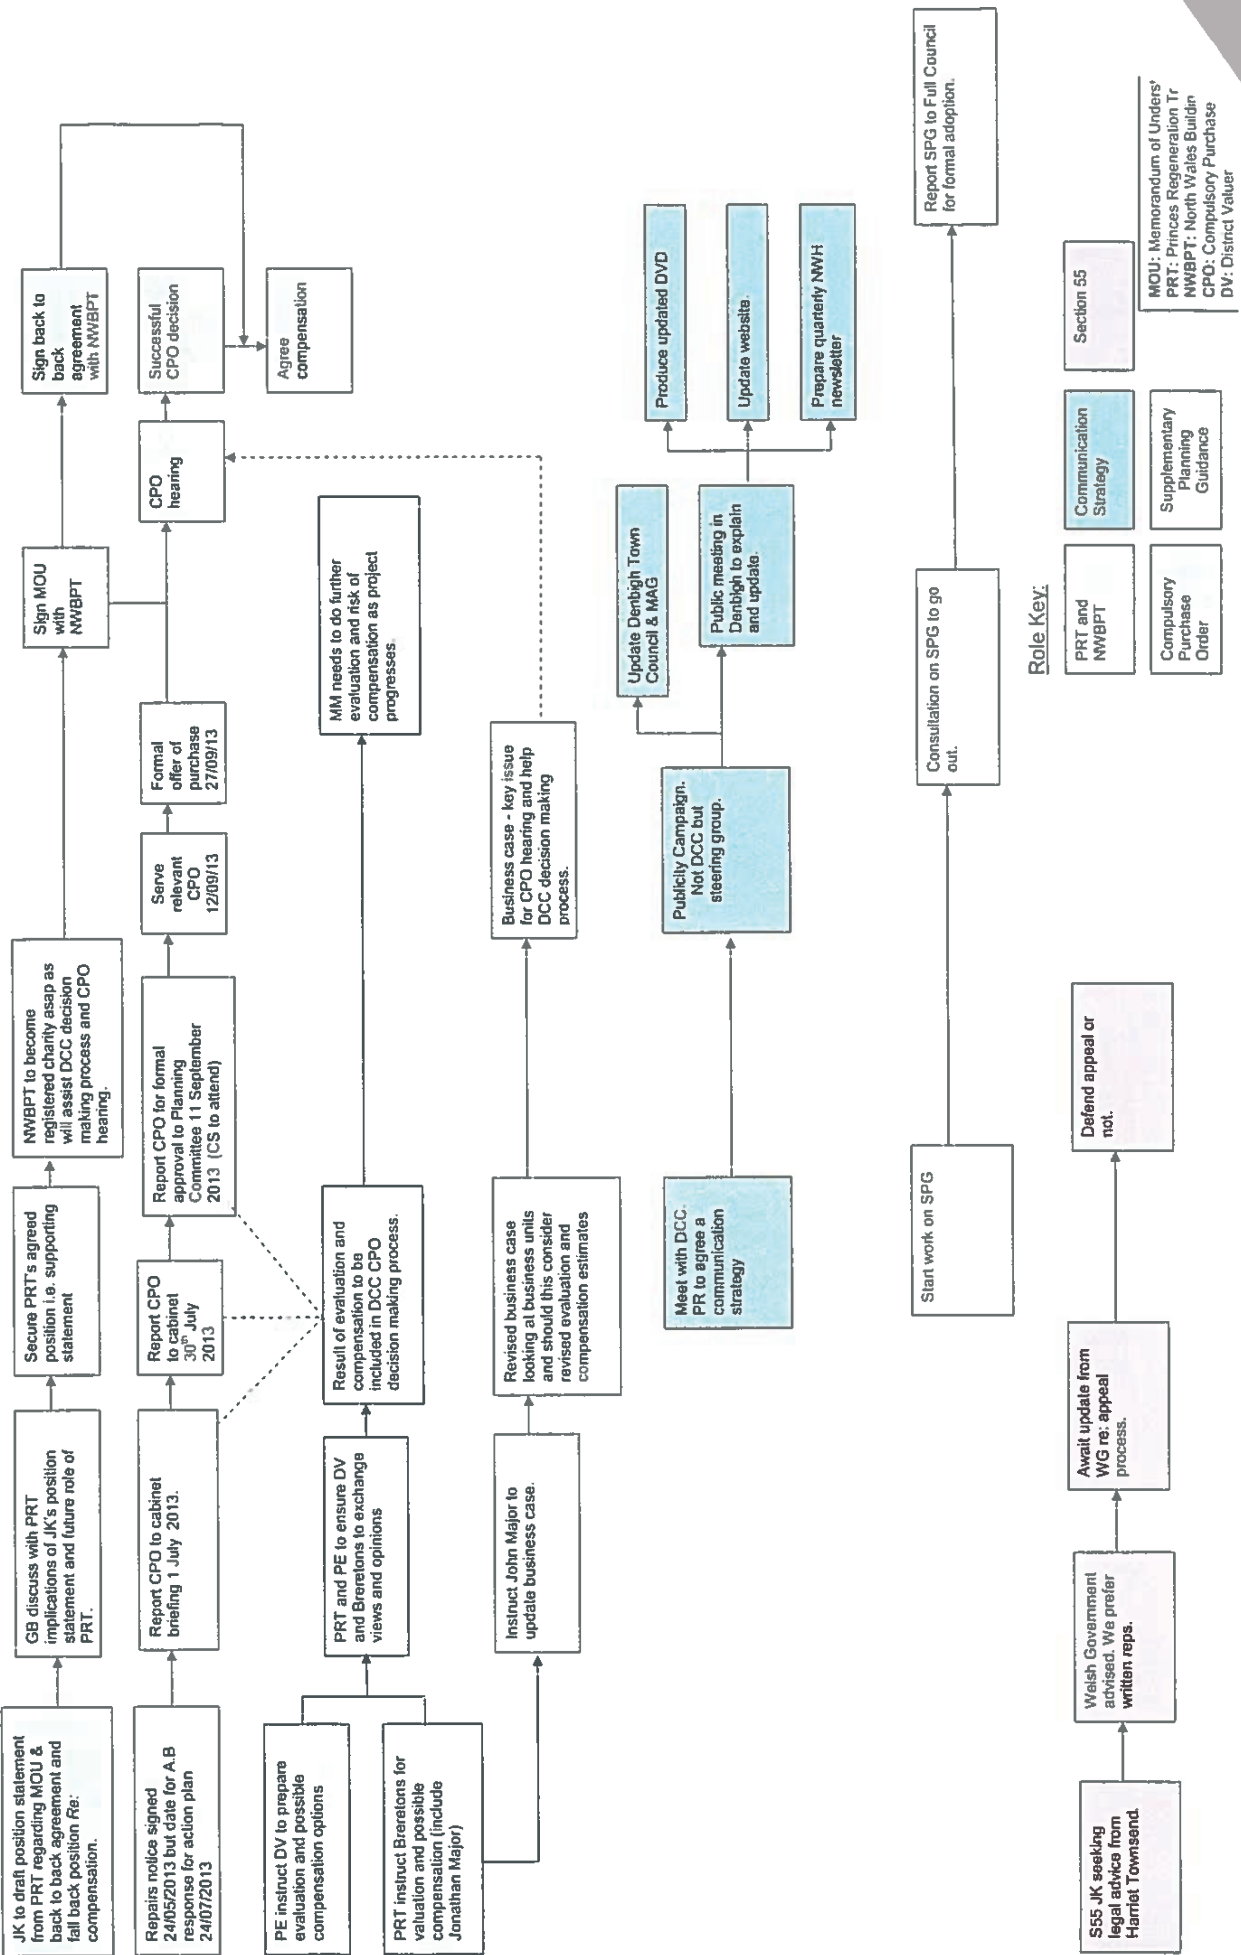 JK to draft position statement
from PRT regarding MOU &
back to back agreement and
fall back position Re:
compensation.
GB discuss with PRT
implications of JK's position
statement and future role of
PRT.
Secure PRT's agreed
position i.e. supporting
statement
NWBPT to become
registered charity asap as
will assist DCC decision
making process and CPO
hearing.
Sign MOU
with
NWBPT
Sign back to
back
agreement
with NWBPT
Repairs notice signed
24/05/2013 but date for A.B
response for action plan
24/07/2013
Report CPO to cabinet
briefing 1 July 2013.
Report CPO
to cabinet
30th July
2013
Report CPO for formal
approval to Planning
Committee 11 September
2013 (CS to attend)
Serve
relevant
CPO
12/09/13
Formal
offer of
purchase
27/09/13
CPO
hearing
Successful
CPO decision
Agree
compensation
PE instruct DV to prepare
evaluation and possible
compensation options
PRT instruct Breretons for
valuation and possible
compensation (include
Jonathan Major)
PRT and PE to ensure DV
and Breretons to exchange
views and opinions
Result of evaluation and
compensation to be
included in DCC CPO
decision making process.
MM needs to do further
evaluation and risk of
compensation as project
progresses.
Instruct John Major to
update business case.
Revised business case
looking at business units
and should this consider
revised evaluation and
compensation estimates
Business case - key issue
for CPO hearing and help
DCC decision making
process.
Meet with DCC.
PR to agree a
communication
strategy
Publicity Campaign.
Not DCC but
steering group.
Update Denbigh Town
Council & MAG
Public meeting in
Denbigh to explain
and update.
Produce updated DVD
Update website.
Prepare quarterly NWH
newsletter
Start work on SPG
Consultation on SPG to go
out.
Report SPG to Full Council
for formal adoption.
S55 JK seeking
legal advice from
Harriet Townsend.
Welsh Government
advised. We prefer
written reps.
Await update from
WG re: appeal
process.
Defend appeal or
not.
Role Key:
PRT and
NWBPT
Communication
Strategy
Section 55
Compulsory
Purchase
Order
Supplementary
Planning
Guidance
MOU: Memorandum of Unders'
PRT: Princes Regeneration Tr
NWBPT: North Wales Buildin
CPO: Compulsory Purchase
DV: District Valuer